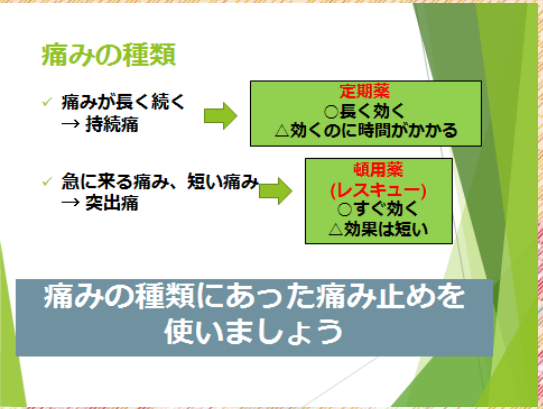 痛みの種類
✓ 痛みが長く続く
→ 持続痛
定期薬
○長く効く
△効くのに時間がかかる
✓ 急に来る痛み、短い痛み
→ 突出痛
頓用薬
(レスキュー)
○すぐ効く
△効果は短い
痛みの種類にあった痛み止めを
使いましょう